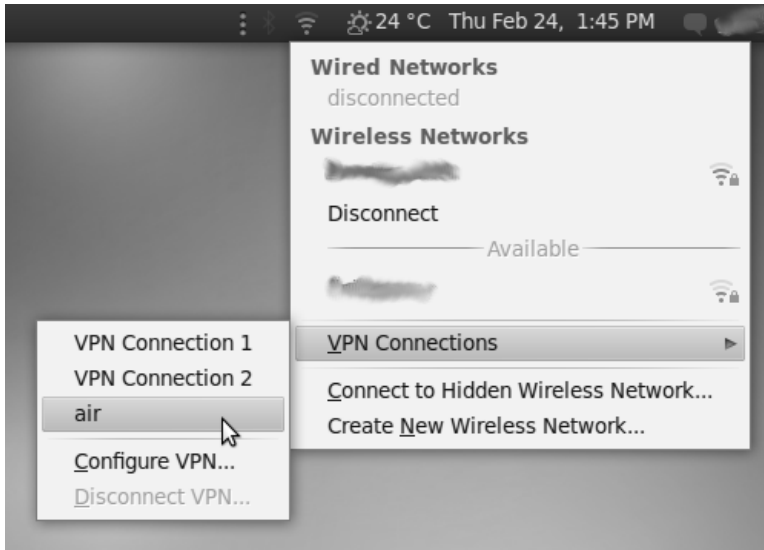 24 °C Thu Feb 24, 1:45 PM
Wired Networks
disconnected
Wireless Networks
Disconnect
Available
VPN Connections
Connect to Hidden Wireless Network...
Create New Wireless Network...
VPN Connection 1
VPN Connection 2
air
Configure VPN...
Disconnect VPN...